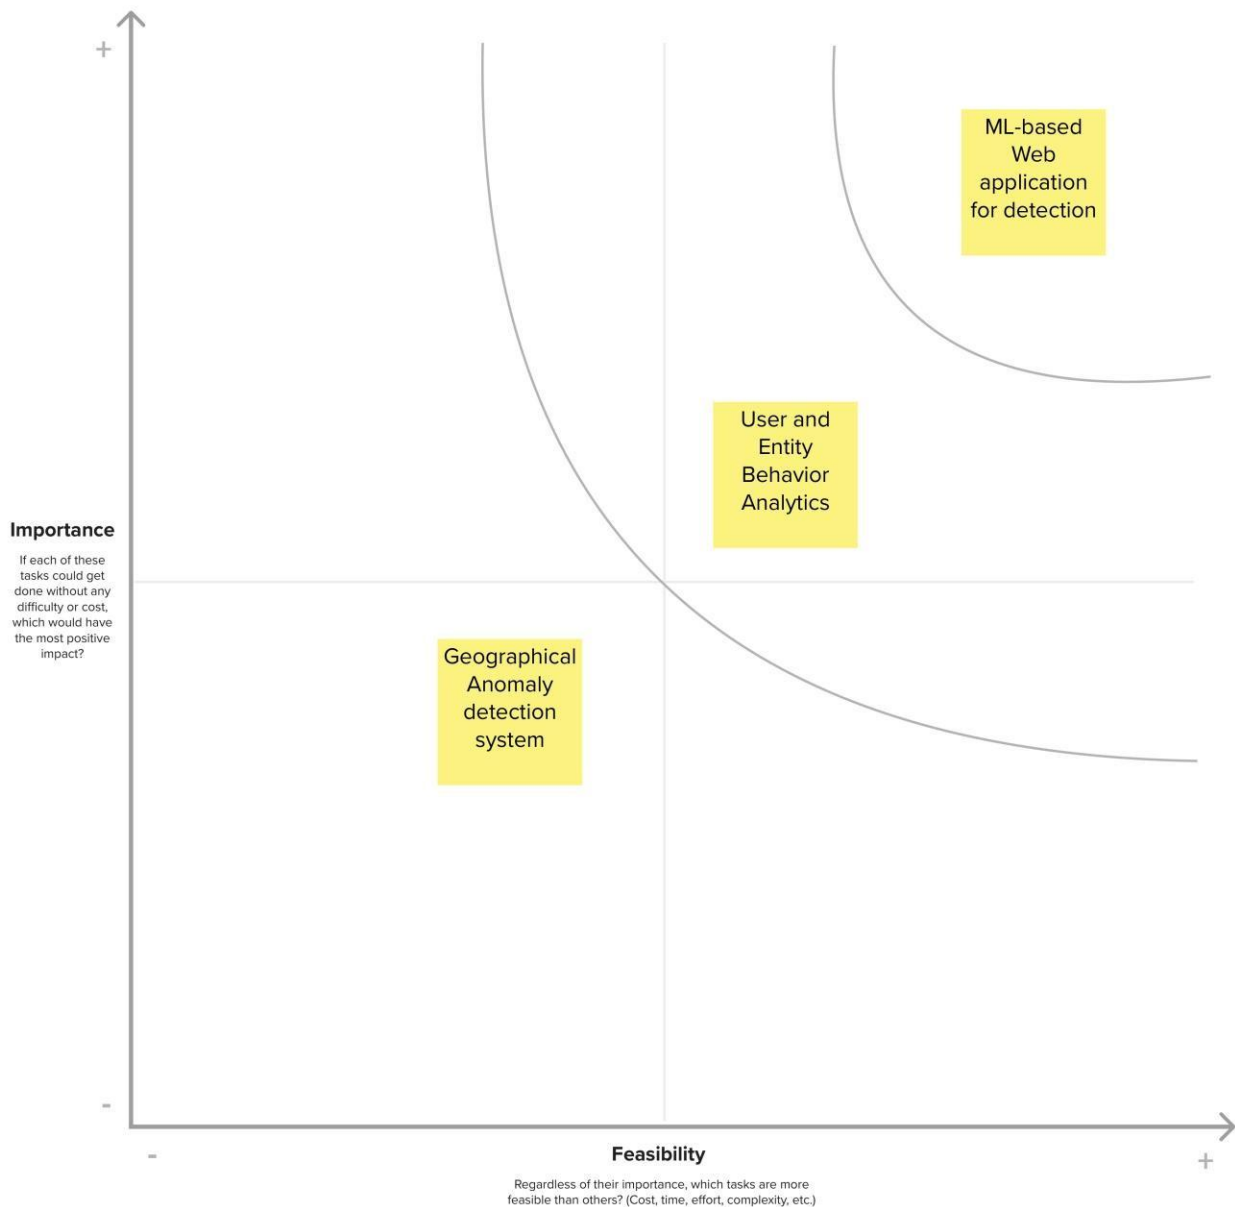 +
ML-based
Web
application
for detection
User and
Entity
Behavior
Analytics
Importance
If each of these
tasks could get
done without any
difficulty or cost,
which would have
the most positive
impact?
Geographical
Anomaly
detection
system
-
-
Feasibility
+
Regardless of their importance, which tasks are more
feasible than others? (Cost, time, effort, complexity, etc.)